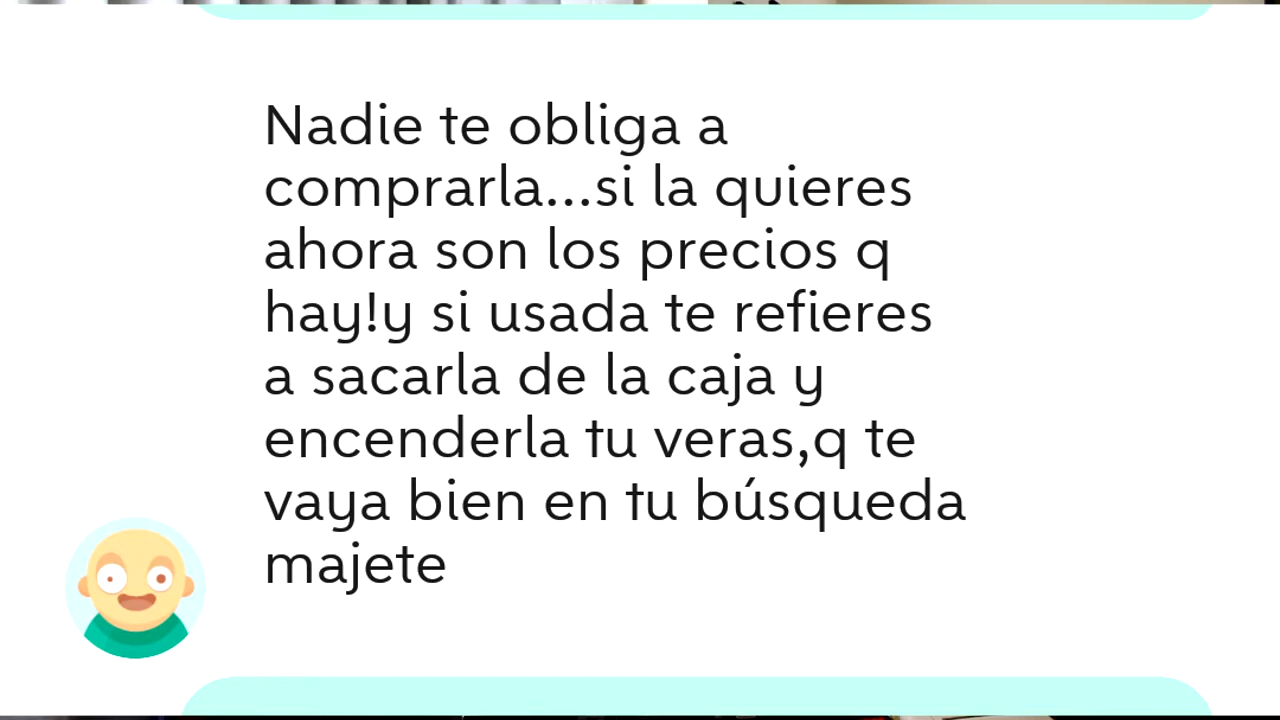 Nadie te obliga a
comprarla...si la quieres
ahora son los precios q
hay!y si usada te refieres
a sacarla de la caja y
encenderla tu veras,q te
vaya bien en tu búsqueda
majete